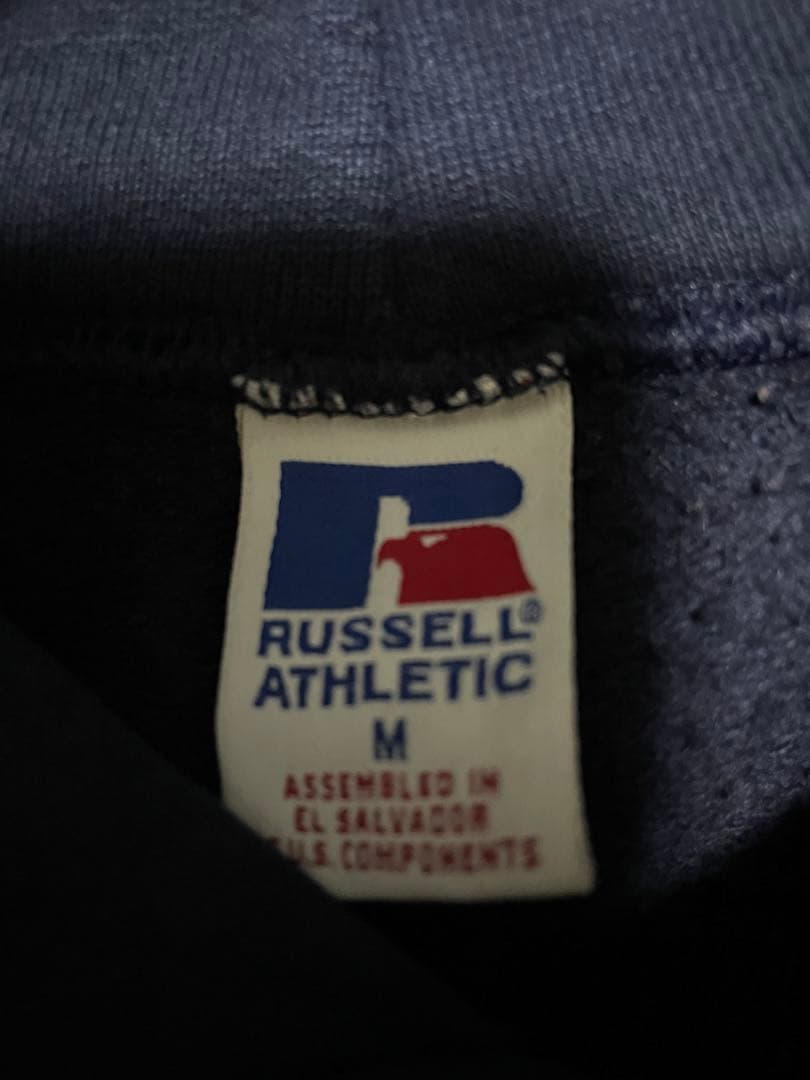 RUSSELL®
ATHLETIC
M
ASSEMBLED IN
EL SALVADOR
U.S. COMPONENTS